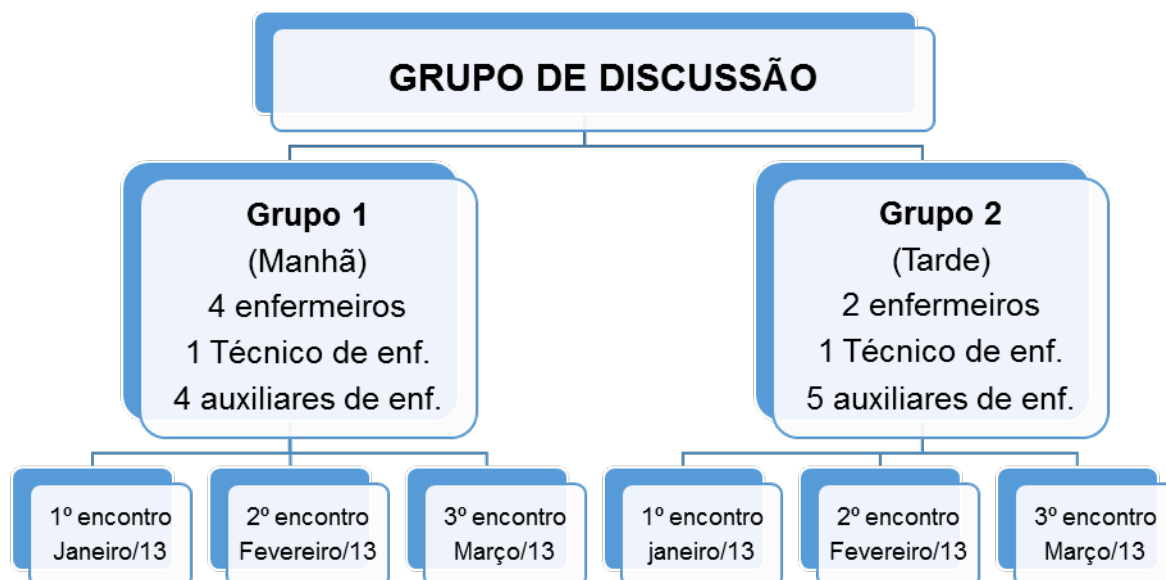 GRUPO DE DISCUSSÃO
Grupo 1
(Manhã)
4 enfermeiros
1 Técnico de enf.
4 auxiliares de enf.
Grupo 2
(Tarde)
2 enfermeiros
1 Técnico de enf.
5 auxiliares de enf.
1º encontro
Janeiro/13
2º encontro
Fevereiro/13
3º encontro
Março/13
1º encontro
janeiro/13
2º encontro
Fevereiro/13
3º encontro
Março/13